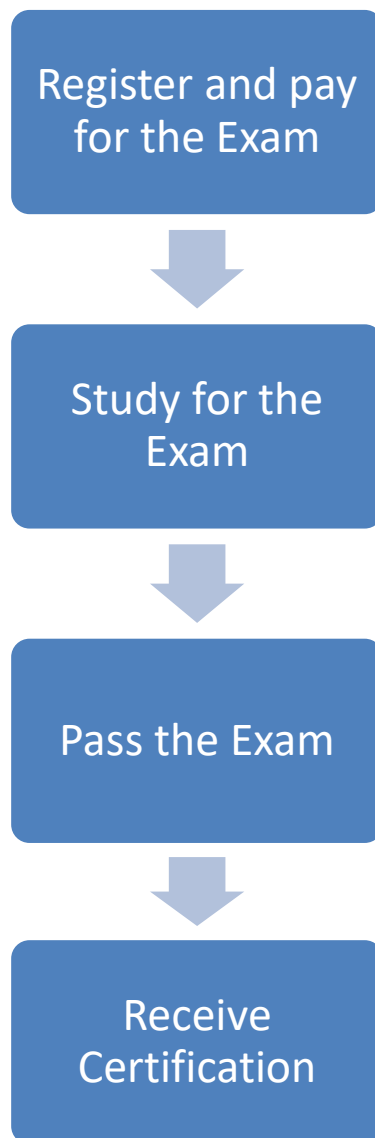 Register and pay
for the Exam
Study for the
Exam
Pass the Exam
Receive
Certification